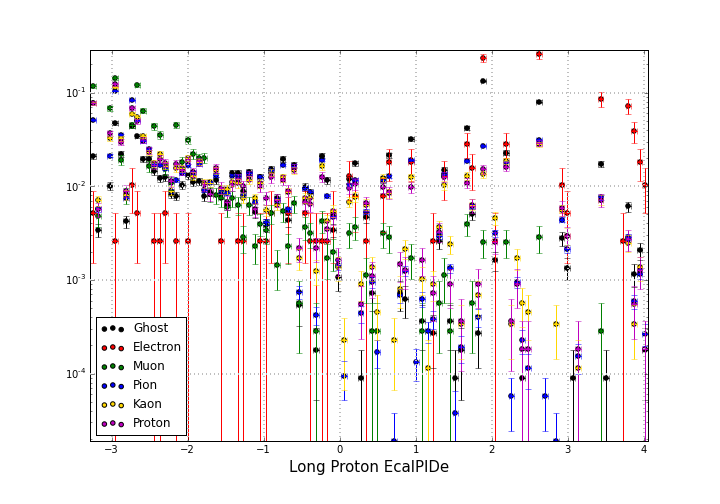 10⁻¹
10⁻²
10⁻³
10⁻⁴
Ghost
Electron
Muon
Pion
Kaon
Proton
−3 −2 −1 0 1 2 3 4
Long Proton EcalPIDe